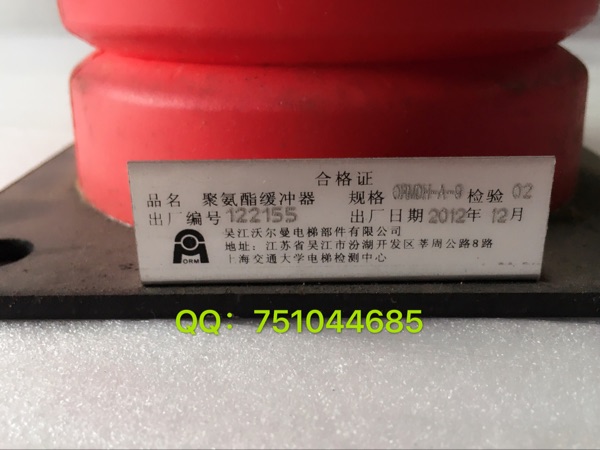 合格证
品名 聚氨酯缓冲器 规格 ORMDH-A-9 检验 02
出厂编号 122155 出厂日期 2012年 12月
吴江沃尔曼电梯部件有限公司
地址：江苏省吴江市汾湖开发区莘周公路8路
上海交通大学电梯检测中心
ORM
QQ：751044685